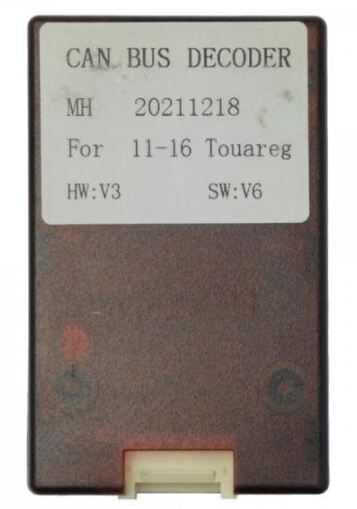 CAN BUS DECODER
MH 20211218
For 11-16 Touareg
HW:V3 SW:V6